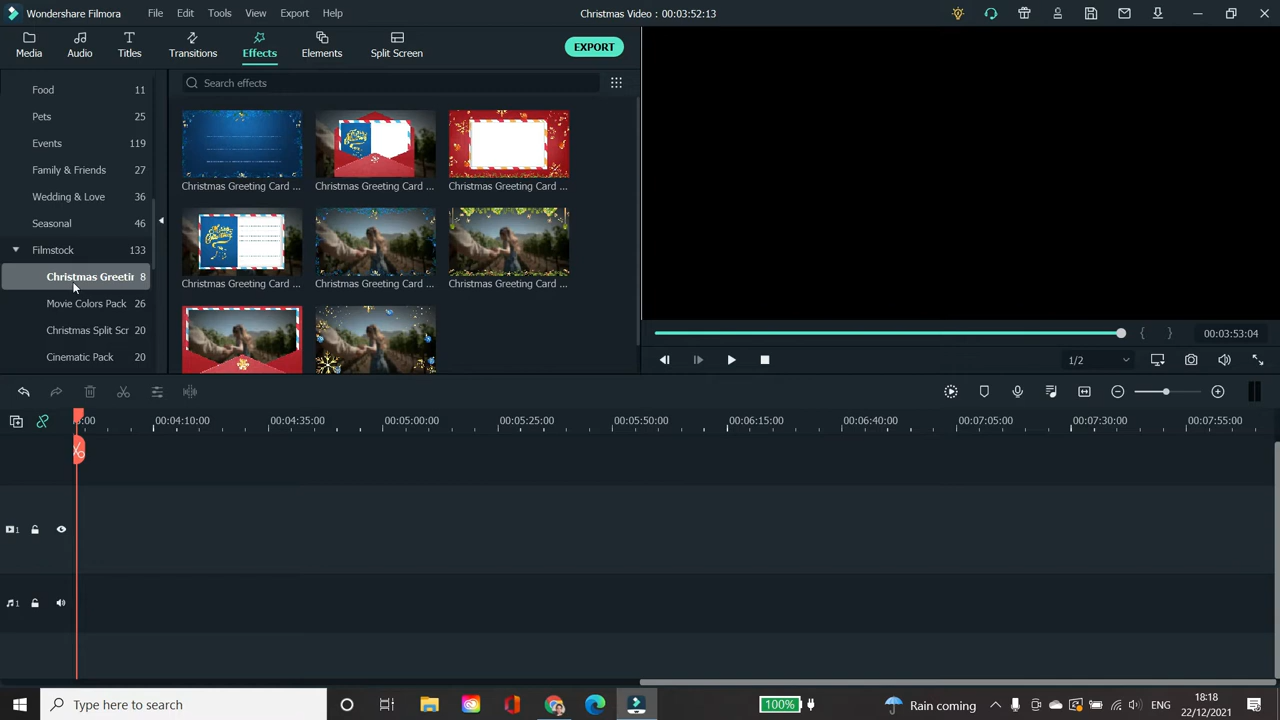 Wondershare Filmora File Edit Tools View Export Help Christmas Video : 00:03:52:13
Media Audio Titles Transitions Effects Elements Split Screen EXPORT
Search effects
Food 11
Pets 25
Events 119
Family & Friends 27
Wedding & Love 36
Seasonal 46
Filmstock 133
Christmas Greetir 8
Movie Colors Pack 26
Christmas Split Scr 20
Cinematic Pack 20
Christmas Greeting Card ... Christmas Greeting Card ... Christmas Greeting Card ...
Christmas Greeting Card ... Christmas Greeting Card ... Christmas Greeting Card ...
00:03:53:04
1/2
:00 00:04:10:00 00:04:35:00 00:05:00:00 00:05:25:00 00:05:50:00 00:06:15:00 00:06:40:00 00:07:05:00 00:07:30:00 00:07:55:00
1
1
Type here to search 100% Rain coming ENG 18:18
22/12/2021